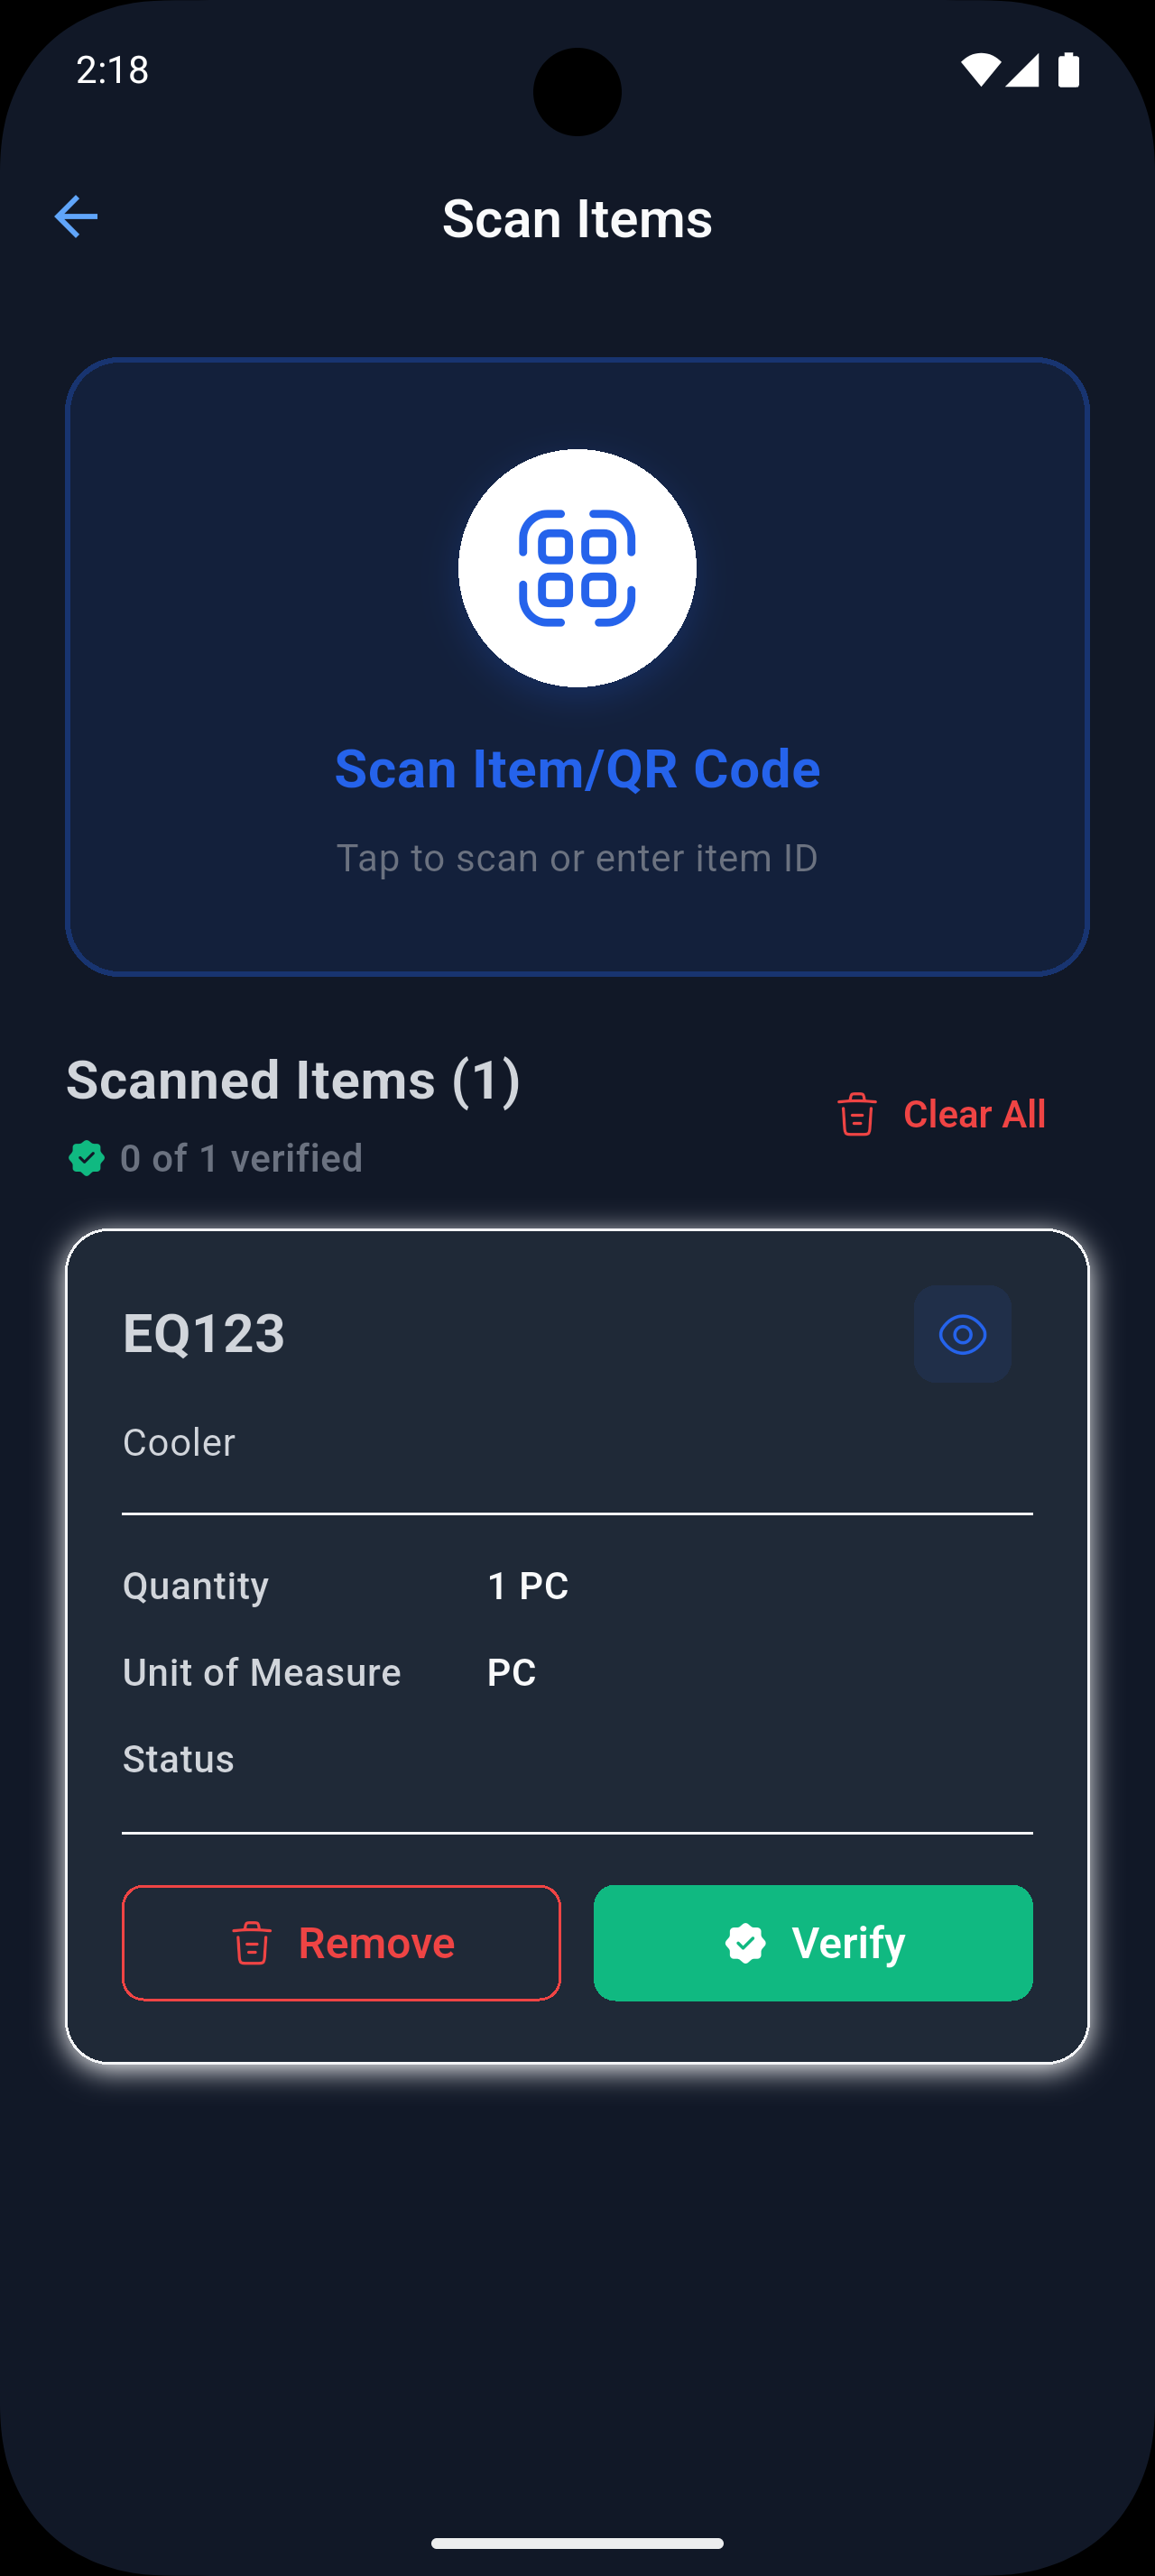 2:18
Scan Items
Scan Item/QR Code
Tap to scan or enter item ID
Scanned Items (1)
Clear All
0 of 1 verified
EQ123
Cooler
Quantity 1 PC
Unit of Measure PC
Status
Remove Verify